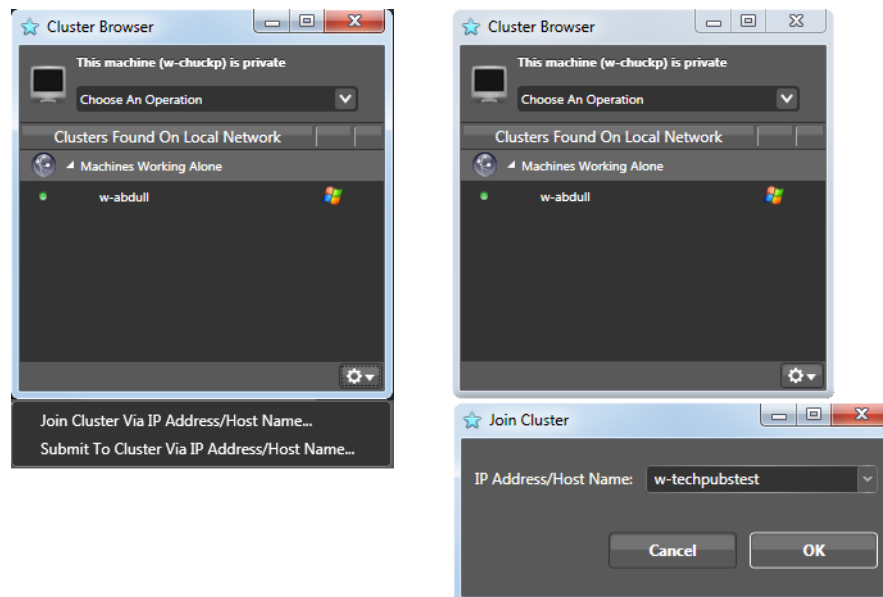 Cluster Browser
This machine (w-chuckp) is private
Choose An Operation
Clusters Found On Local Network
Machines Working Alone
w-abdull
Join Cluster Via IP Address/Host Name...
Submit To Cluster Via IP Address/Host Name...
Cluster Browser
This machine (w-chuckp) is private
Choose An Operation
Clusters Found On Local Network
Machines Working Alone
w-abdull
Join Cluster
IP Address/Host Name: w-techpubstest
Cancel OK